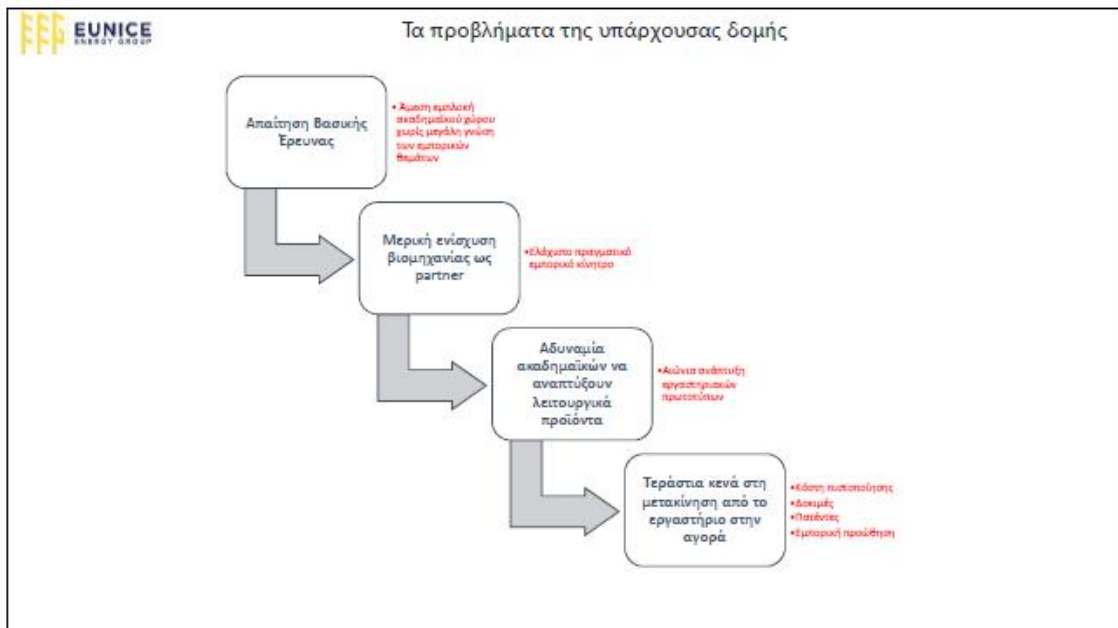 EUNICE
ENERGY GROUP
Τα προβλήματα της υπάρχουσας δομής
Απαίτηση Βασικής
Έρευνας
• Άμεση εμπλοκή
ακαδημαϊκού χώρου
χωρίς μεγάλη γνώση
των εμπορικών
θεμάτων
Μερική ενίσχυση
βιομηχανίας ως
partner
•Ελάχιστο πραγματικό
εμπορικό κίνητρο
Αδυναμία
ακαδημαϊκών να
αναπτύξουν
λειτουργικά
προϊόντα
•Αιώνια ανάπτυξη
εργαστηριακών
πρωτοτύπων
Τεράστια κενά στη
μετακίνηση από το
εργαστήριο στην
αγορά
•Κόστη πιστοποίησης
•Δοκιμές
•Πατέντες
•Εμπορική προώθηση